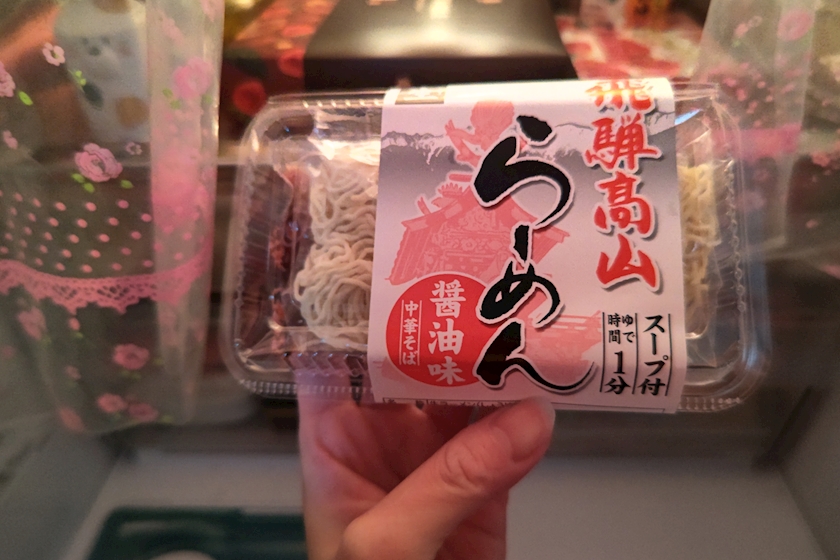 飛騨高山
らーめん
醤油味
中華そば
スープ付
ゆで時間1分